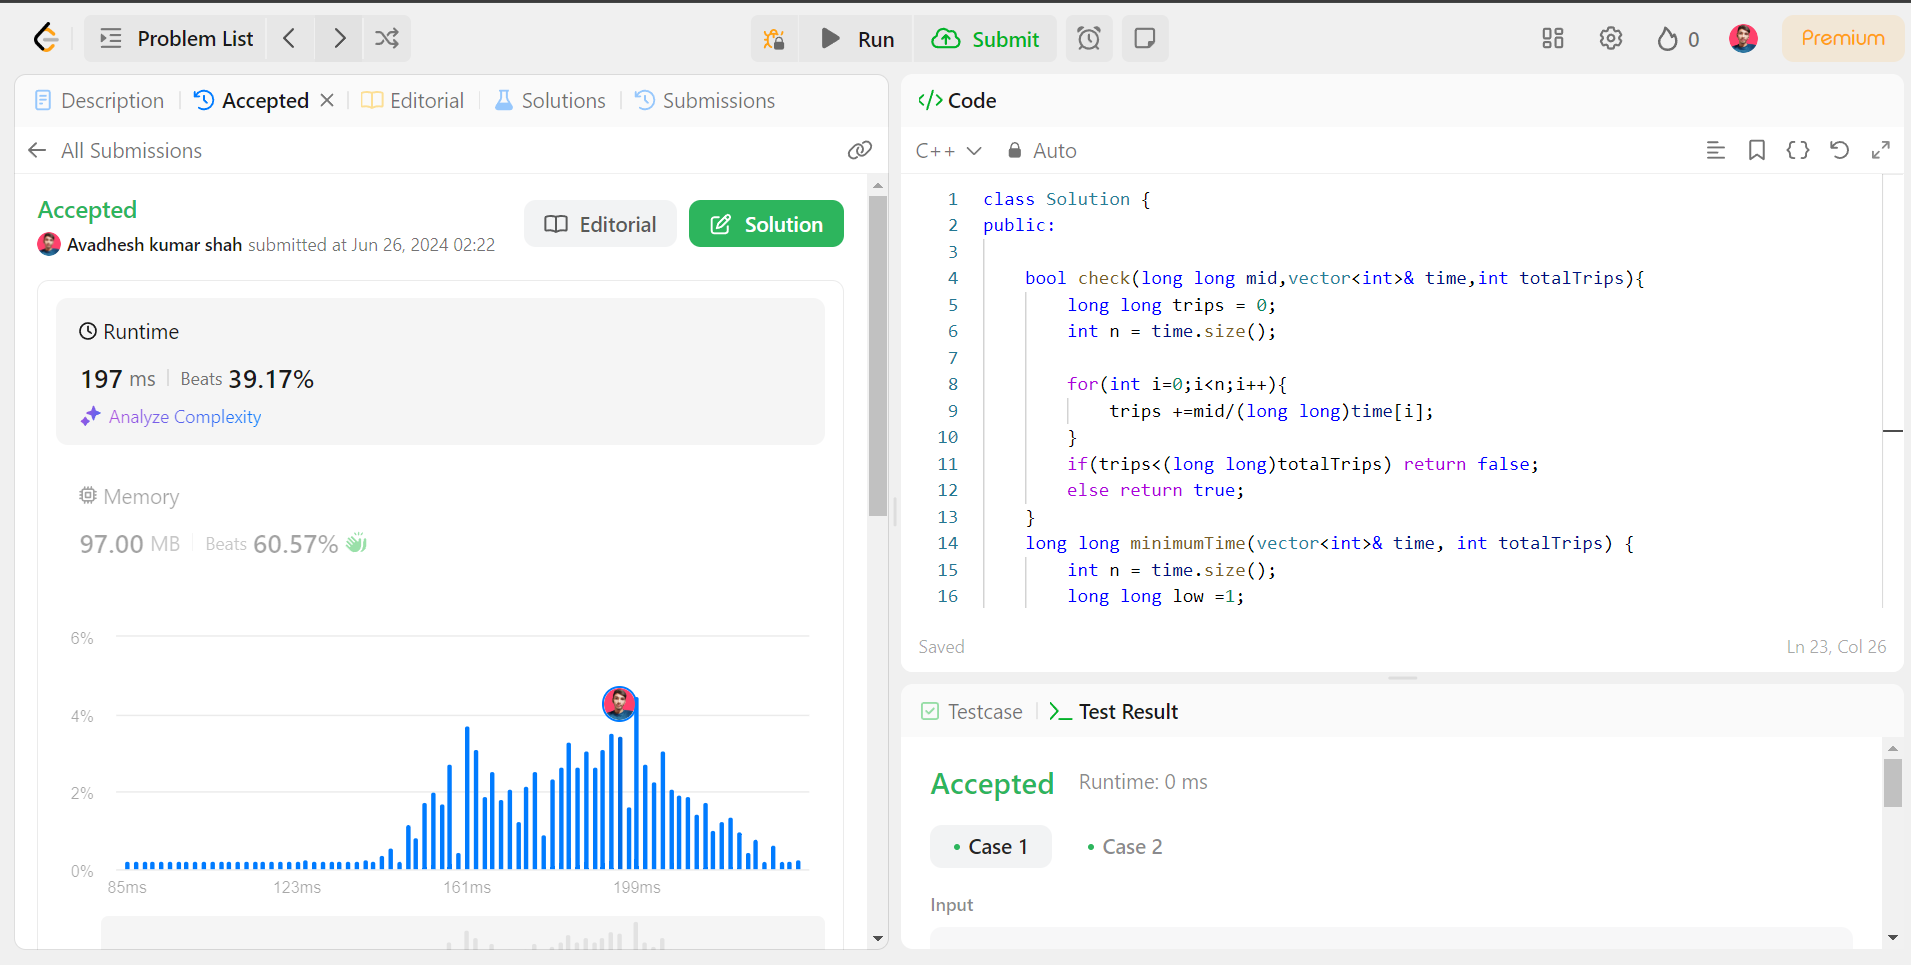 Problem List
Run
Submit
0
Premium
Description
Accepted
Editorial
Solutions
Submissions
All Submissions
Accepted
Avadhesh kumar shah submitted at Jun 26, 2024 02:22
Editorial
Solution
Runtime
197 ms
Beats 39.17%
Analyze Complexity
Memory
97.00 MB
Beats 60.57%
6%
4%
2%
0%
85ms
123ms
161ms
199ms
</> Code
C++
Auto
1 class Solution {
2 public:
3
4 bool check(long long mid,vector<int>& time,int totalTrips){
5 long long trips = 0;
6 int n = time.size();
7
8 for(int i=0;i<n;i++){
9 trips +=mid/(long long)time[i];
10 }
11 if(trips<(long long)totalTrips) return false;
12 else return true;
13 }
14 long long minimumTime(vector<int>& time, int totalTrips) {
15 int n = time.size();
16 long long low =1;
Saved
Ln 23, Col 26
Testcase
Test Result
Accepted
Runtime: 0 ms
• Case 1
• Case 2
Input